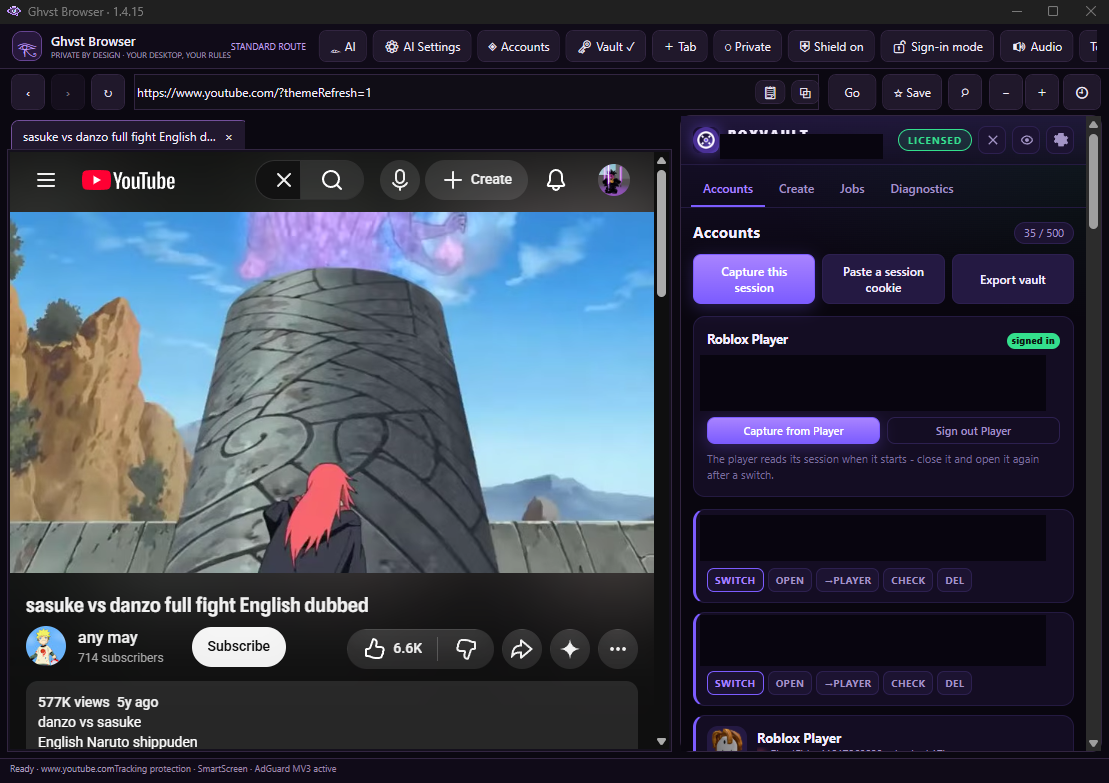 Ghvst Browser · 1.4.15
Ghvst Browser
PRIVATE BY DESIGN · YOUR DESKTOP, YOUR RULES
STANDARD ROUTE
AI
AI Settings
Accounts
Vault ✓
+ Tab
Private
Shield on
Sign-in mode
Audio
https://www.youtube.com/?themeRefresh=1
Go
☆ Save
sasuke vs danzo full fight English d... ×
YouTube
Create
sasuke vs danzo full fight English dubbed
any may
714 subscribers
Subscribe
6.6K
577K views 5y ago
danzo vs sasuke
English Naruto shippuden
LICENSED
Accounts
Create
Jobs
Diagnostics
Accounts
35 / 500
Capture this session
Paste a session cookie
Export vault
Roblox Player
signed in
Capture from Player
Sign out Player
The player reads its session when it starts - close it and open it again
after a switch.
SWITCH OPEN →PLAYER CHECK DEL
SWITCH OPEN →PLAYER CHECK DEL
Roblox Player
Ready · www.youtube.comTracking protection · SmartScreen · AdGuard MV3 active